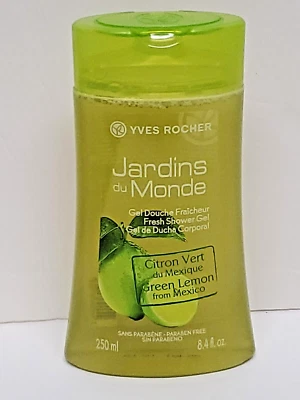 YVES ROCHER
Jardins
du Monde
Gel Douche Fraîcheur
Fresh Shower Gel
Gel de Ducha Corporal
Citron Vert
du Mexique
Green Lemon
from Mexico
SANS PARABÈNE - PARABEN FREE
SIN PARABENO
250 ml 8.4 fl. oz.